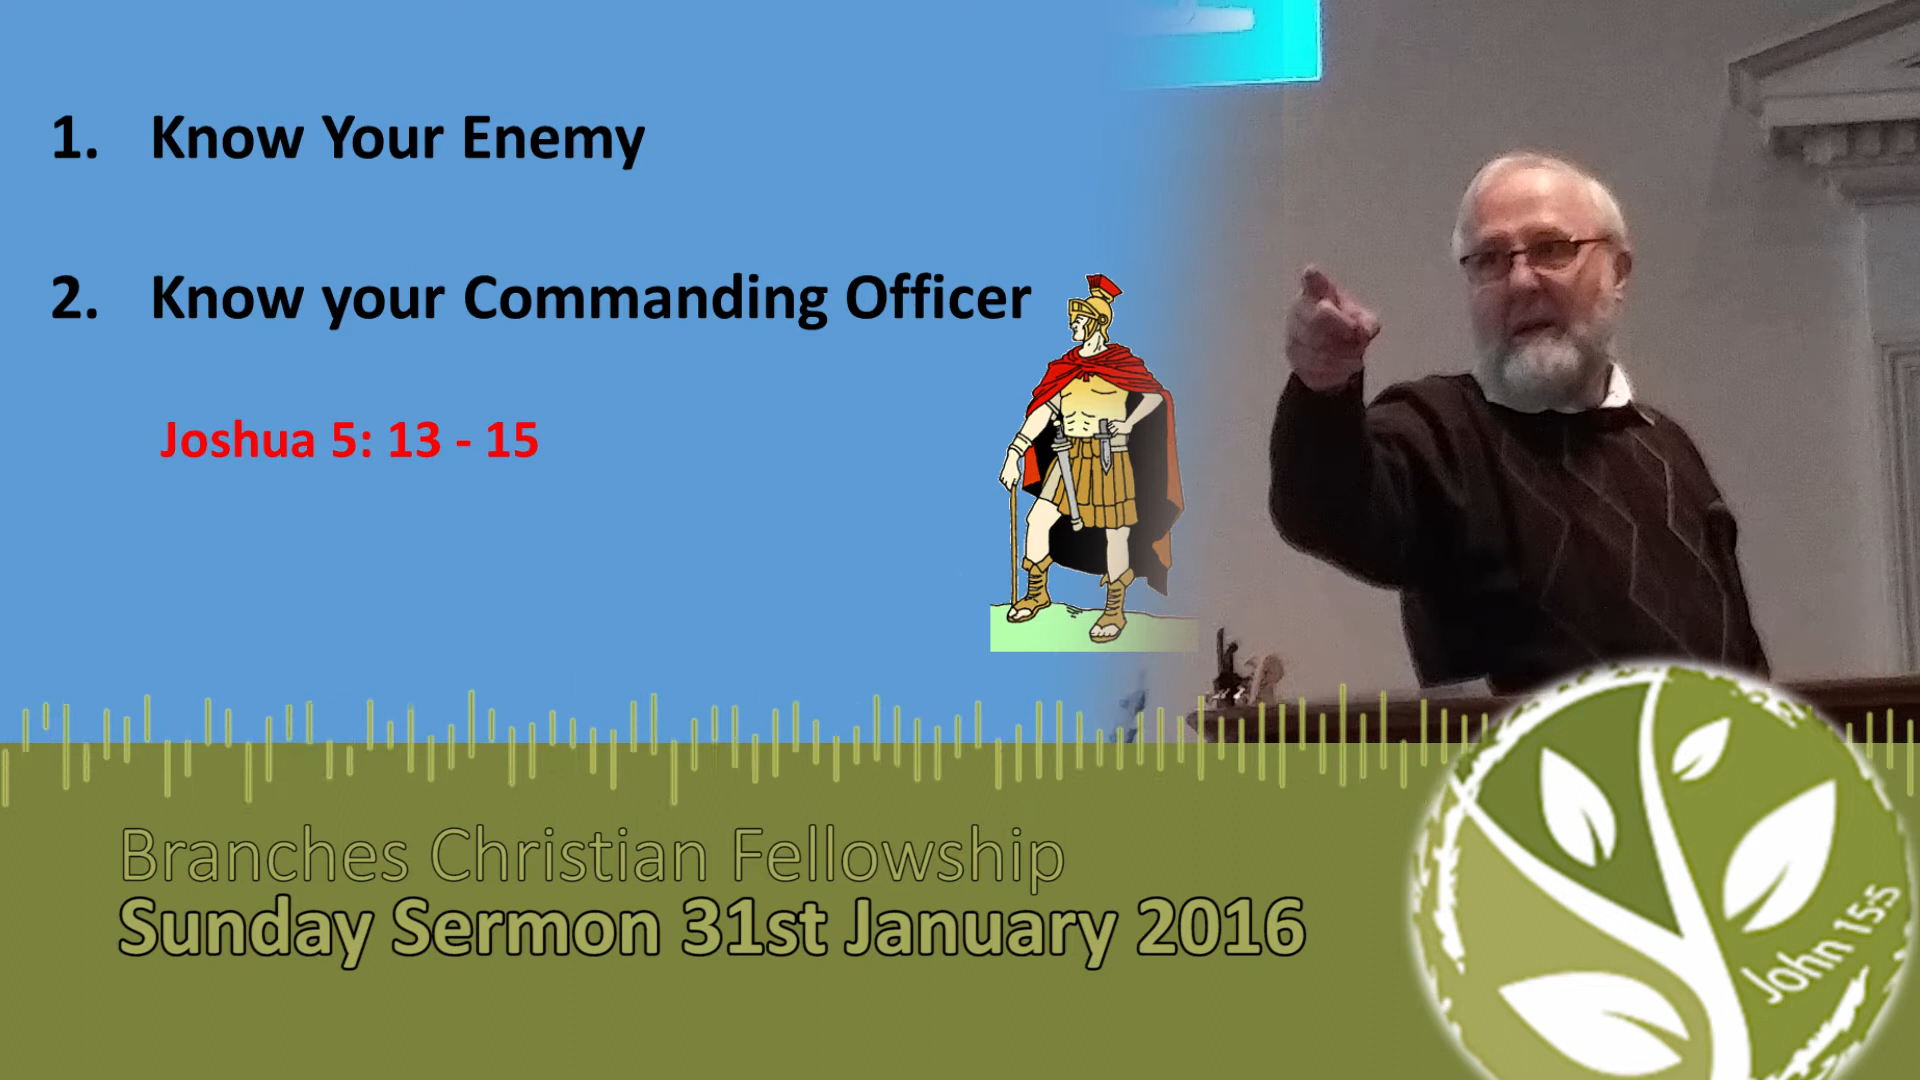 1. Know Your Enemy
2. Know your Commanding Officer
Joshua 5: 13 - 15
Branches Christian Fellowship
Sunday Sermon 31st January 2016
John 15:5